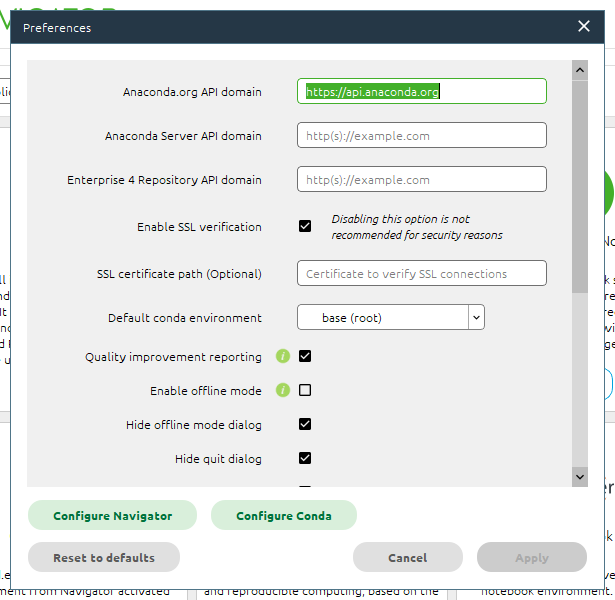 Preferences
Anaconda.org API domain https://api.anaconda.org
Anaconda Server API domain http(s)://example.com
Enterprise 4 Repository API domain http(s)://example.com
Enable SSL verification Disabling this option is not
recommended for security reasons
SSL certificate path (Optional) Certificate to verify SSL connections
Default conda environment base (root)
Quality improvement reporting i
Enable offline mode i
Hide offline mode dialog
Hide quit dialog
Configure Navigator Configure Conda
Reset to defaults Cancel Apply
ment from Navigator activated and reproducible computing, based on the notebook environment.